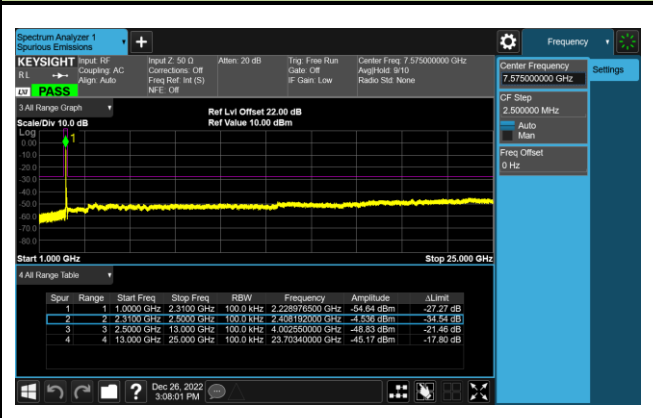 Spectrum Analyzer 1
Spurious Emissions
Frequency
KEYSIGHT Input: RF Input Z: 50 Ω Atten: 20 dB Trig: Free Run Center Freq: 7.575000000 GHz
RL Coupling: AC Corrections: Off Gate: Off Avg|Hold: 9/10
Align: Auto Freq Ref: Int (S) IF Gain: Low Radio Std: None
NFE: Off
LXI PASS
Center Frequency
7.575000000 GHz
Settings
CF Step
2.500000 MHz
Auto
Man
Freq Offset
0 Hz
3 All Range Graph
Ref Lvl Offset 22.00 dB
Scale/Div 10.0 dB Ref Value 10.00 dBm
Log
1
0.00
-10.0
-20.0
-30.0
-40.0
-50.0
-60.0
-70.0
-80.0
Start 1.000 GHz Stop 25.000 GHz
4 All Range Table
Spur Range Start Freq Stop Freq RBW Frequency Amplitude ΔLimit
1 1 1.0000 GHz 2.3100 GHz 100.0 kHz 2.228976500 GHz -54.64 dBm -27.27 dB
2 2 2.3100 GHz 2.5000 GHz 100.0 kHz 2.408192000 GHz -4.536 dBm -34.54 dB
3 3 2.5000 GHz 13.000 GHz 100.0 kHz 4.002550000 GHz -48.83 dBm -21.46 dB
4 4 13.000 GHz 25.000 GHz 100.0 kHz 23.70340000 GHz -45.17 dBm -17.80 dB
? Dec 26, 2022
3:08:01 PM